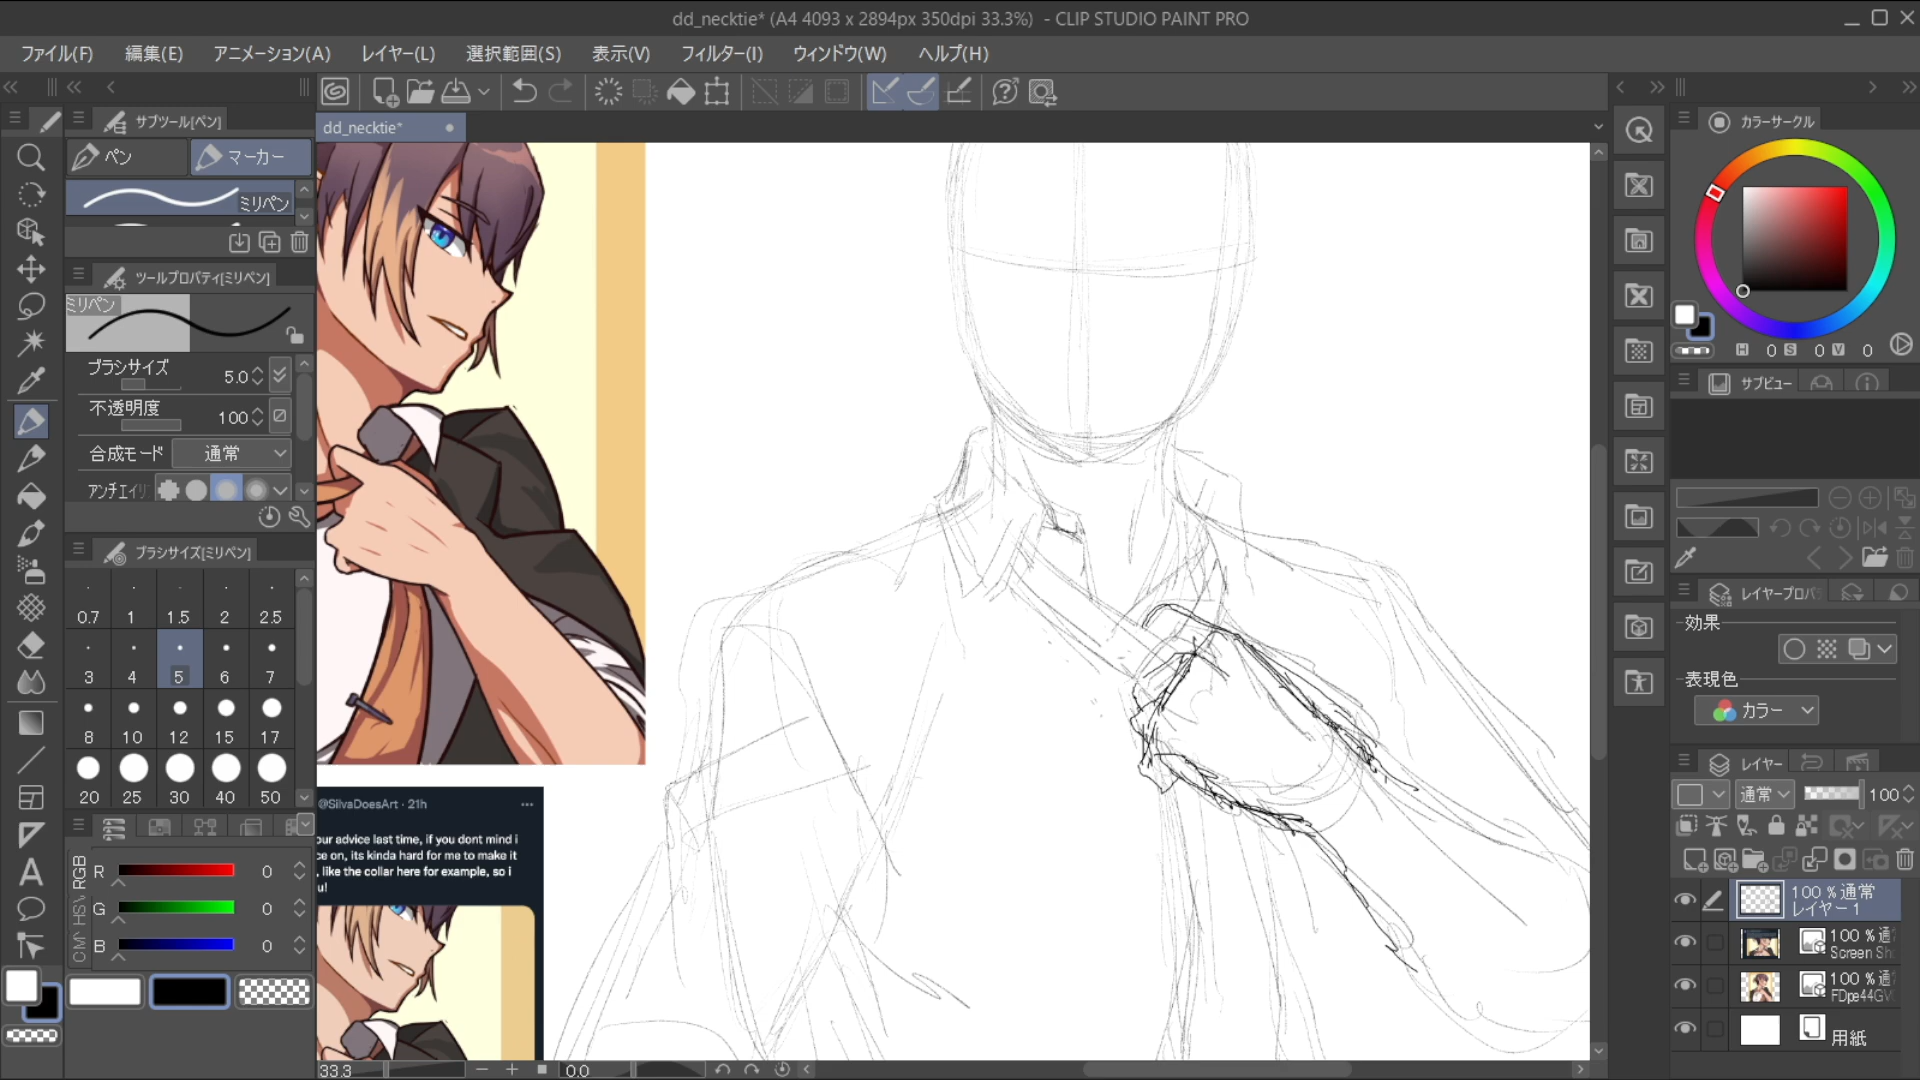 dd_necktie* (A4 4093 x 2894px 350dpi 33.3%) - CLIP STUDIO PAINT PRO
ファイル(F) 編集(E) アニメーション(A) レイヤー(L) 選択範囲(S) 表示(V) フィルター(I) ウィンドウ(W) ヘルプ(H)
サブツール[ペン]
dd_necktie*
ペン マーカー
ミリペン
ツールプロパティ[ミリペン]
ミリペン
ブラシサイズ 5.0
不透明度 100
合成モード 通常
アンチエイリ
ブラシサイズ[ミリペン]
0.7 1 1.5 2 2.5
3 4 5 6 7
8 10 12 15 17
20 25 30 40 50
RGB
HSV
CMY
R 0
G 0
B 0
@SilvaDoesArt · 21h
our advice last time, if you dont mind i
ce on, its kinda hard for me to make it
, like the collar here for example, so i
u!
33.3
0.0
カラーサークル
H 0 S 0 V 0
サブビュー
レイヤープロパ
効果
表現色
カラー
レイヤー
通常 100
100 % 通常
レイヤー 1
100 % 通
Screen Sh
100 % 通
FDpe44GV
用紙